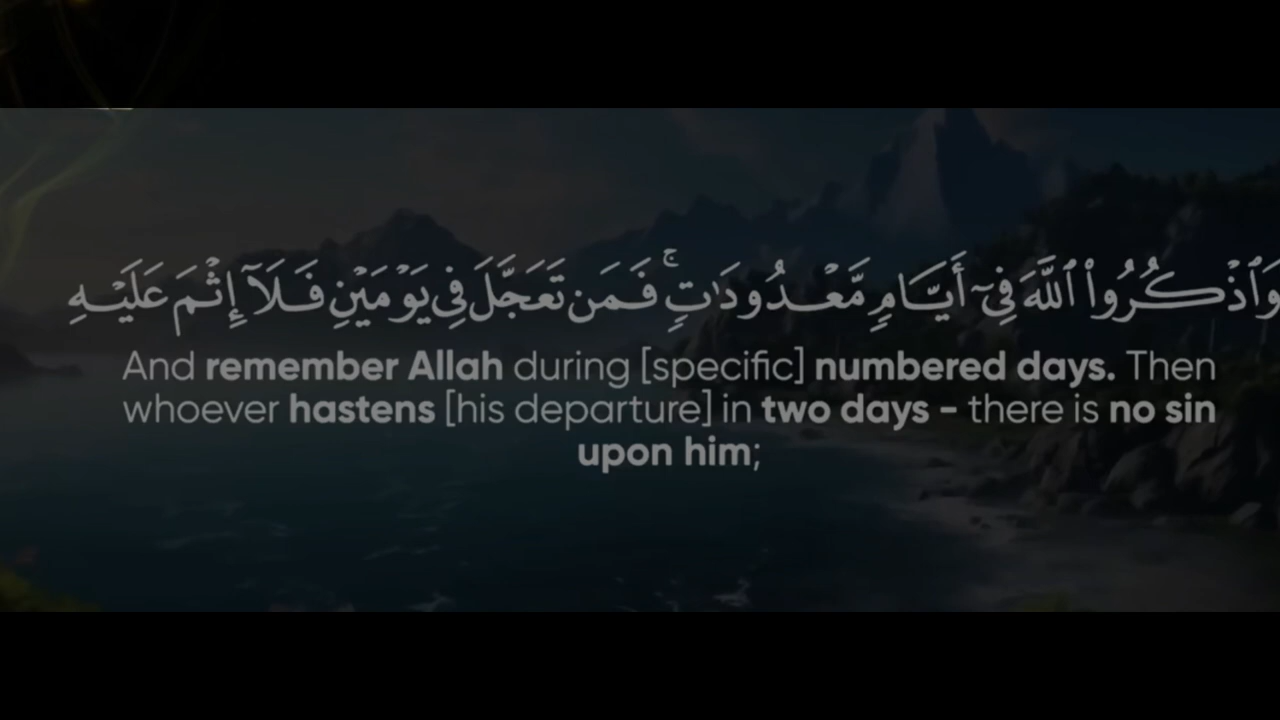 وَٱذْكُرُوا۟ ٱللَّهَ فِىٓ أَيَّامٍ مَّعْدُودَٰتٍ ۚ فَمَن تَعَجَّلَ فِى يَوْمَيْنِ فَلَآ إِثْمَ عَلَيْهِ
And remember Allah during [specific] numbered days. Then
whoever hastens [his departure] in two days - there is no sin
upon him;